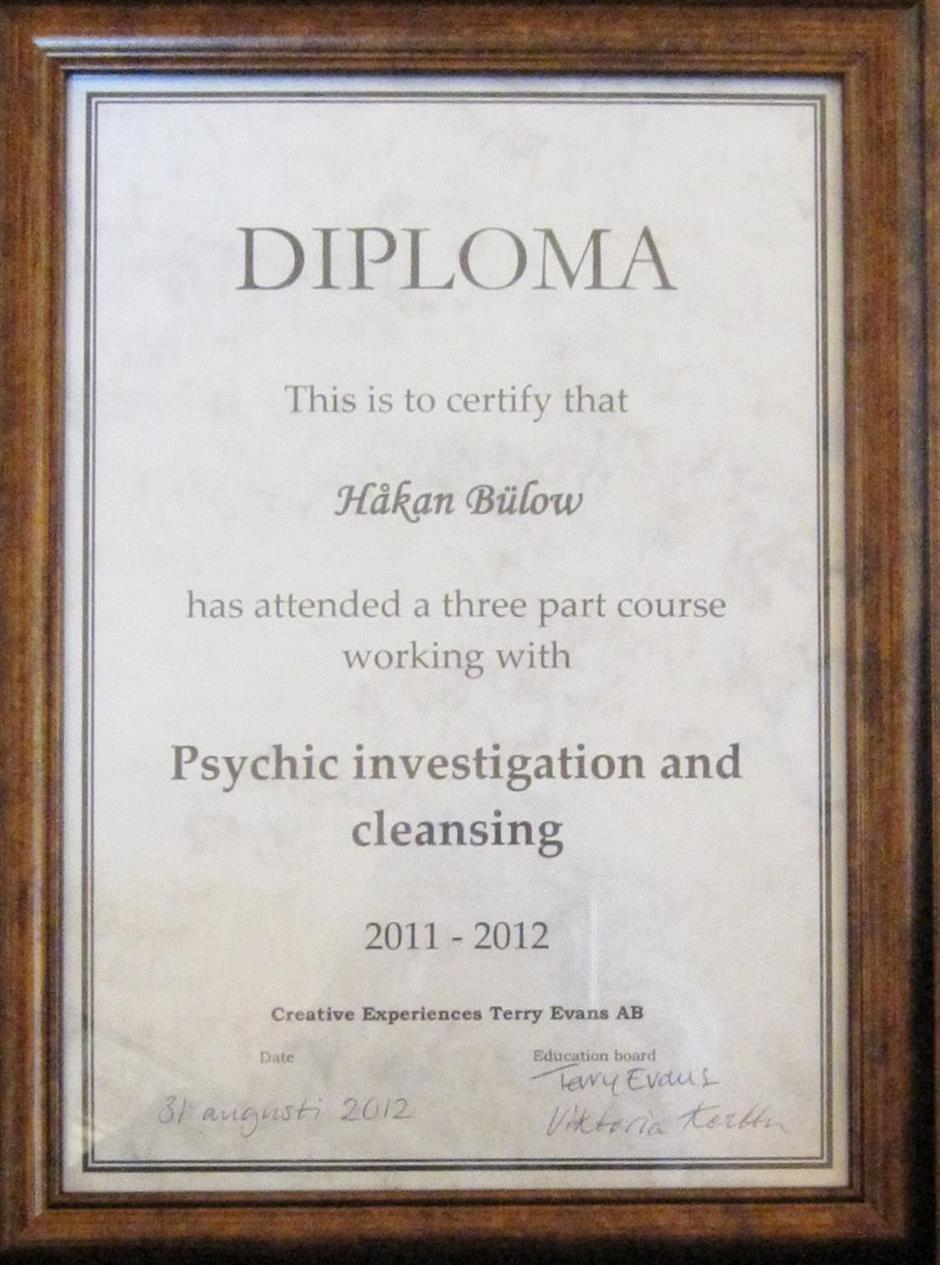 DIPLOMA
This is to certify that
Håkan Bülow
has attended a three part course
working with
Psychic investigation and
cleansing
2011 - 2012
Creative Experiences Terry Evans AB
Date
Education board
Terry Evans
31 augusti 2012
Viktoria